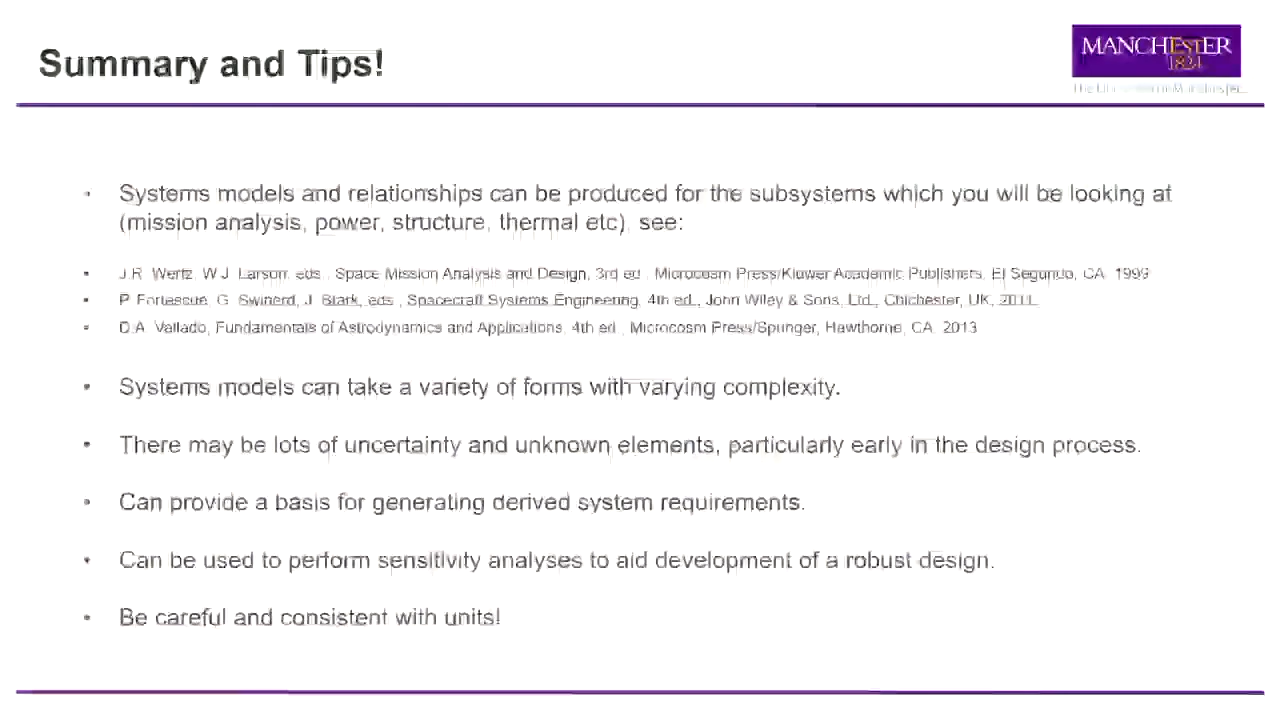 Summary and Tips!
MANCHESTER
1824
• Systems models and relationships can be produced for the subsystems which you will be looking at
(mission analysis, power, structure, thermal etc), see:
• J.R. Wertz, W.J. Larson, eds., Space Mission Analysis and Design, 3rd ed., Microcosm Press/Kluwer Academic Publishers, El Segundo, CA, 1999
• P. Fortescue, G. Swinerd, J. Stark, eds., Spacecraft Systems Engineering, 4th ed., John Wiley & Sons, Ltd., Chichester, UK, 2011.
• D.A. Vallado, Fundamentals of Astrodynamics and Applications, 4th ed., Microcosm Press/Springer, Hawthorne, CA, 2013
• Systems models can take a variety of forms with varying complexity.
• There may be lots of uncertainty and unknown elements, particularly early in the design process.
• Can provide a basis for generating derived system requirements.
• Can be used to perform sensitivity analyses to aid development of a robust design.
• Be careful and consistent with units!